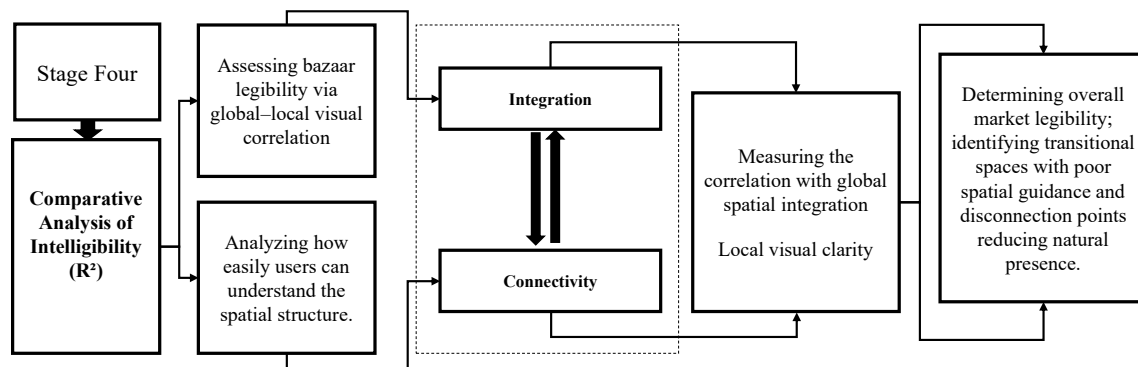 Stage Four
Comparative
Analysis of
Intelligibility
(R²)
Assessing bazaar
legibility via
global–local visual
correlation
Analyzing how
easily users can
understand the
spatial structure.
Integration
Connectivity
Measuring the
correlation with global
spatial integration
Local visual clarity
Determining overall
market legibility;
identifying transitional
spaces with poor
spatial guidance and
disconnection points
reducing natural
presence.